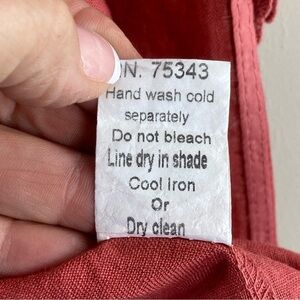 N. 75343
Hand wash cold
separately
Do not bleach
Line dry in shade
Cool Iron
Or
Dry clean